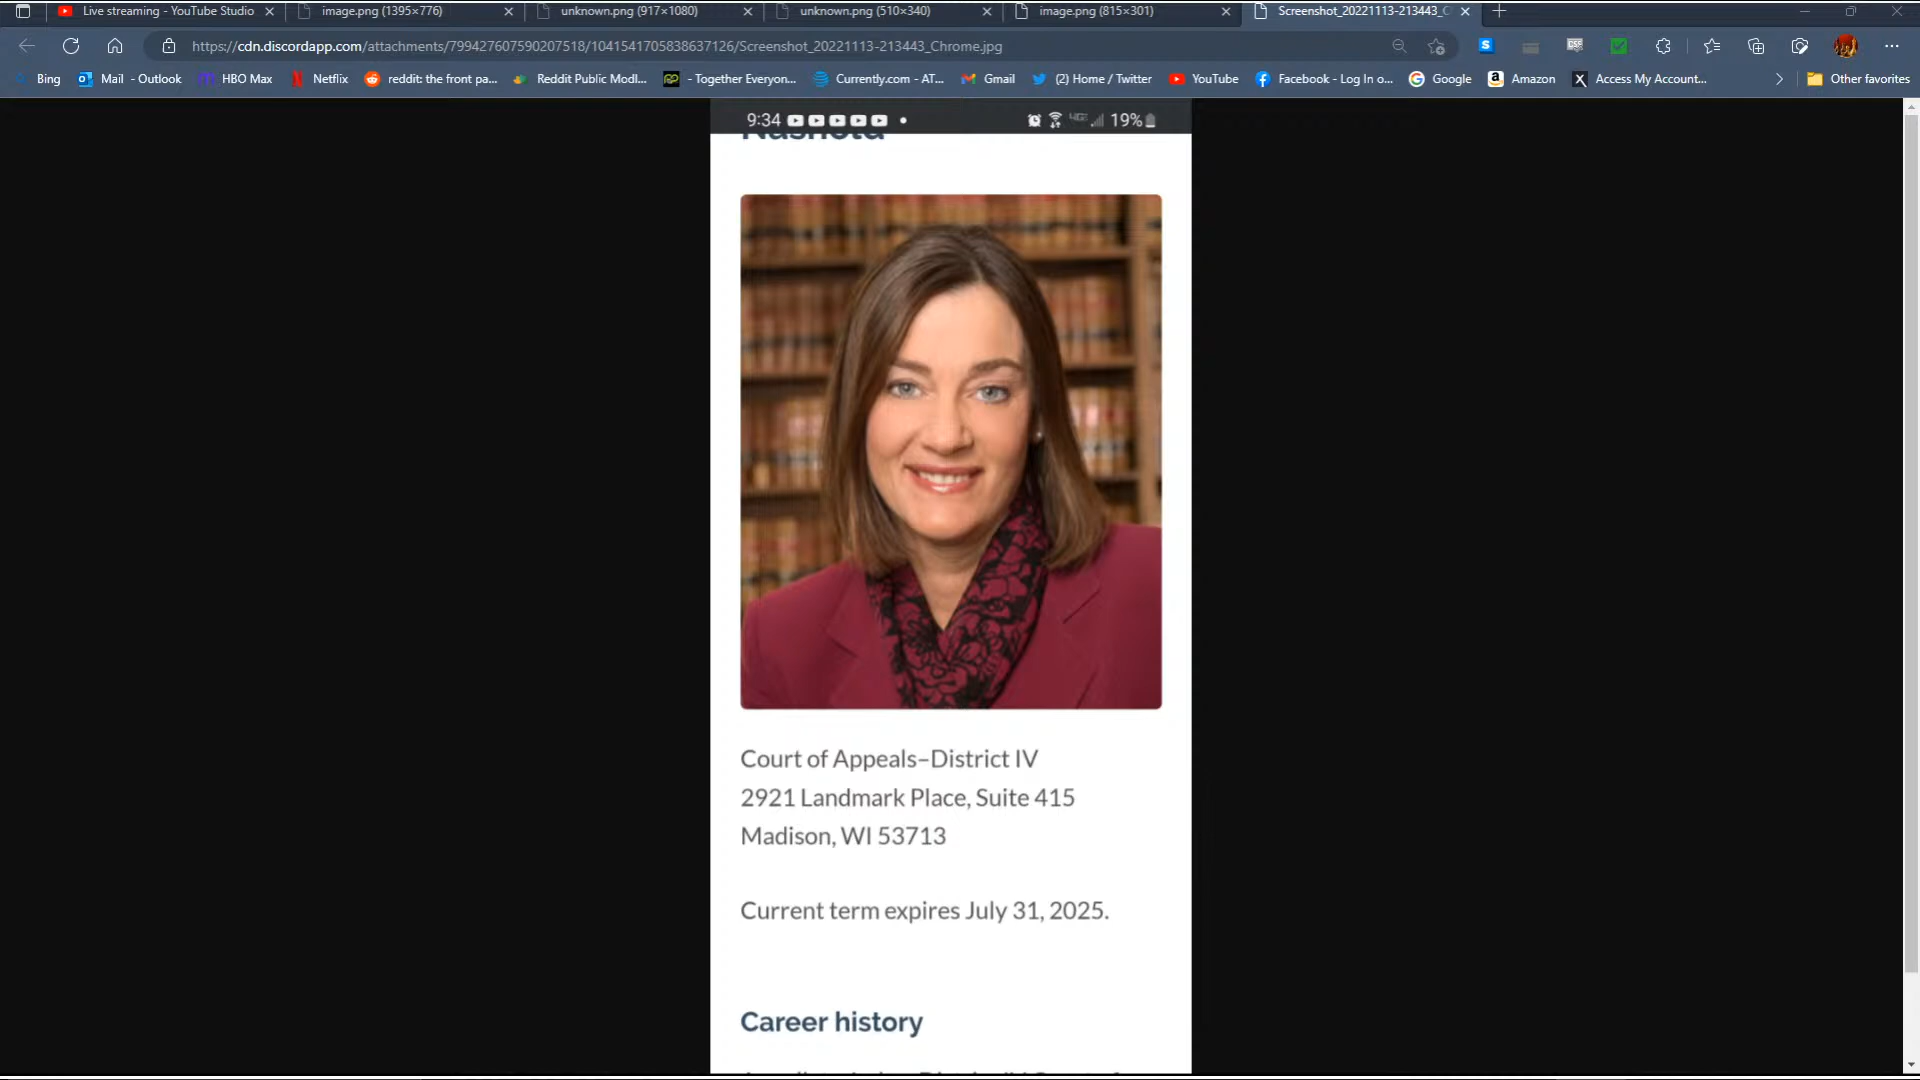 Live streaming - YouTube Studio
image.png (1395×776)
unknown.png (917×1080)
unknown.png (510×340)
image.png (815×301)
Screenshot_20221113-213443_C
https://cdn.discordapp.com/attachments/799427607590207518/1041541705838637126/Screenshot_20221113-213443_Chrome.jpg
Bing
Mail - Outlook
HBO Max
Netflix
reddit: the front pa...
Reddit Public Modl...
- Together Everyon...
Currently.com - AT...
Gmail
(2) Home / Twitter
YouTube
Facebook - Log In o...
Google
Amazon
Access My Account...
Other favorites
9:34
19%
Court of Appeals–District IV
2921 Landmark Place, Suite 415
Madison, WI 53713
Current term expires July 31, 2025.
Career history